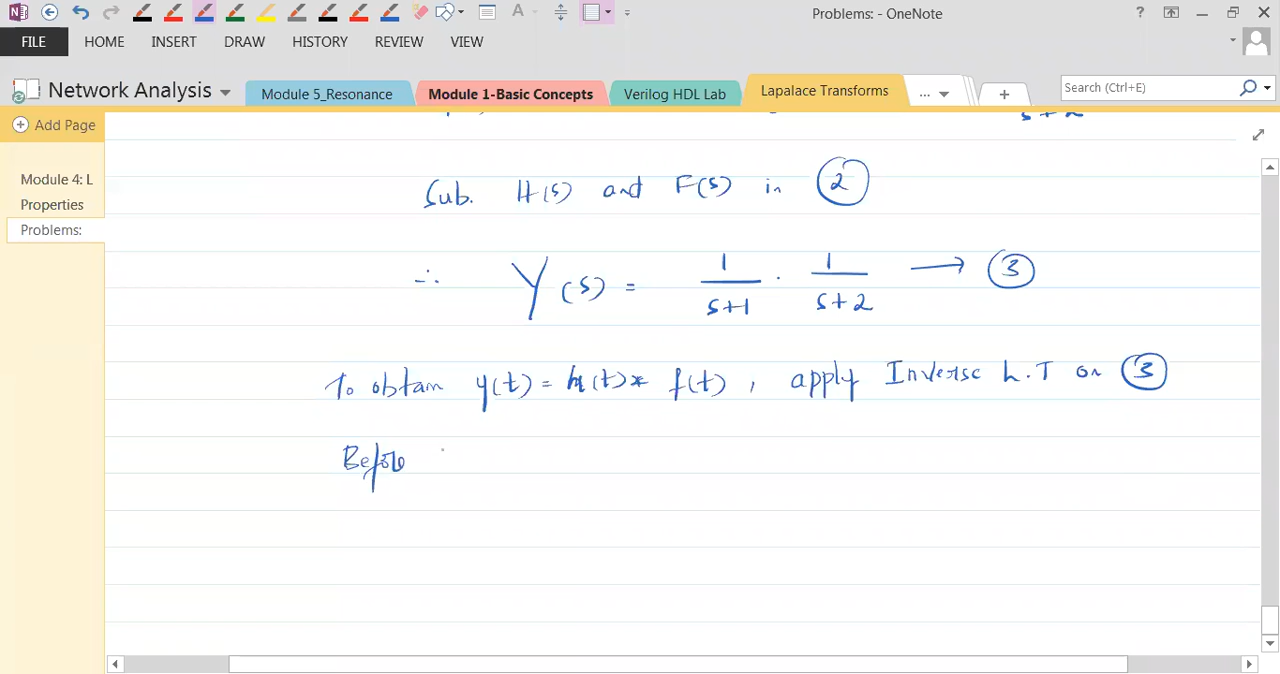 Problems: - OneNote
?
FILE HOME INSERT DRAW HISTORY REVIEW VIEW
Network Analysis
Module 5_Resonance
Module 1-Basic Concepts
Verilog HDL Lab
Lapalace Transforms
...
Search (Ctrl+E)
Add Page
Module 4: L
Properties
Problems:
s+2
Sub. H(s) and F(s) in ②
∴ Y(s) = 1/(s+1) · 1/(s+2) → ③
To obtain y(t) = h(t) * f(t), apply Inverse L.T on ③
Before